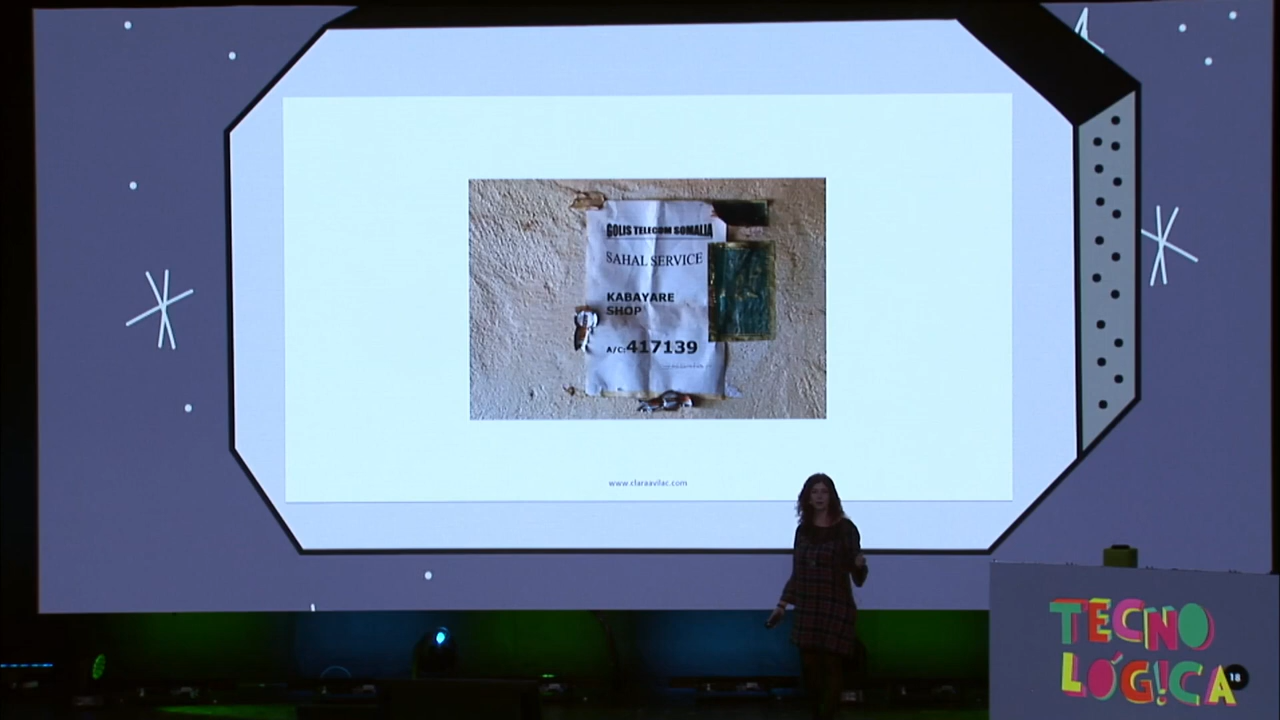 GOLIS TELECOM SOMALIA
SAHAL SERVICE
KABAYARE
SHOP
A/C:417139
www.claraavilac.com
TECNO
LÓG!CA
18